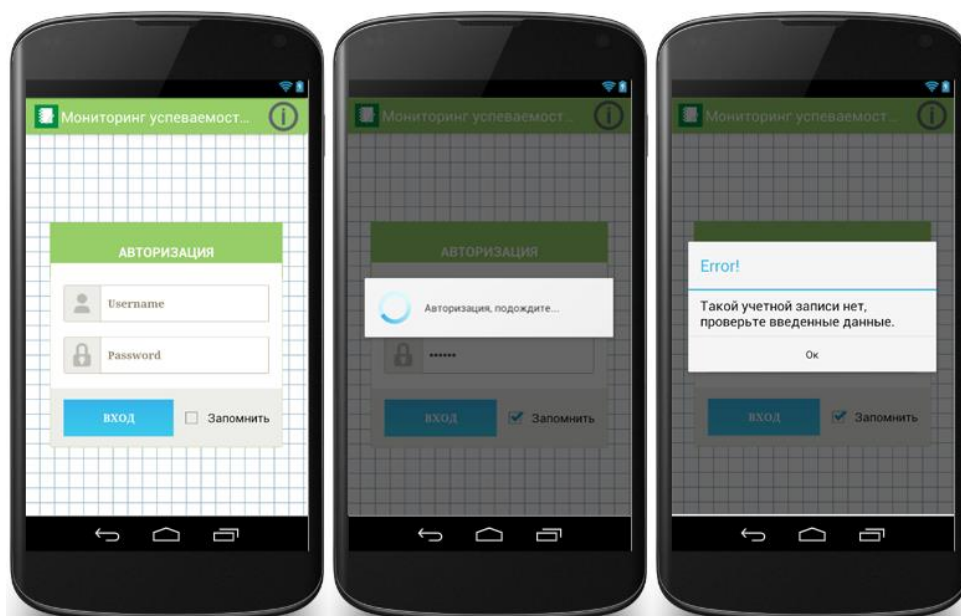 Мониторинг успеваемост...
АВТОРИЗАЦИЯ
Username
Password
ВХОД
Запомнить
Мониторинг успеваемост...
АВТОРИЗАЦИЯ
Авторизация, подождите...
••••••
ВХОД
Запомнить
Мониторинг успеваемост...
Error!
Такой учетной записи нет,
проверьте введенные данные.
Ок
ВХОД
Запомнить